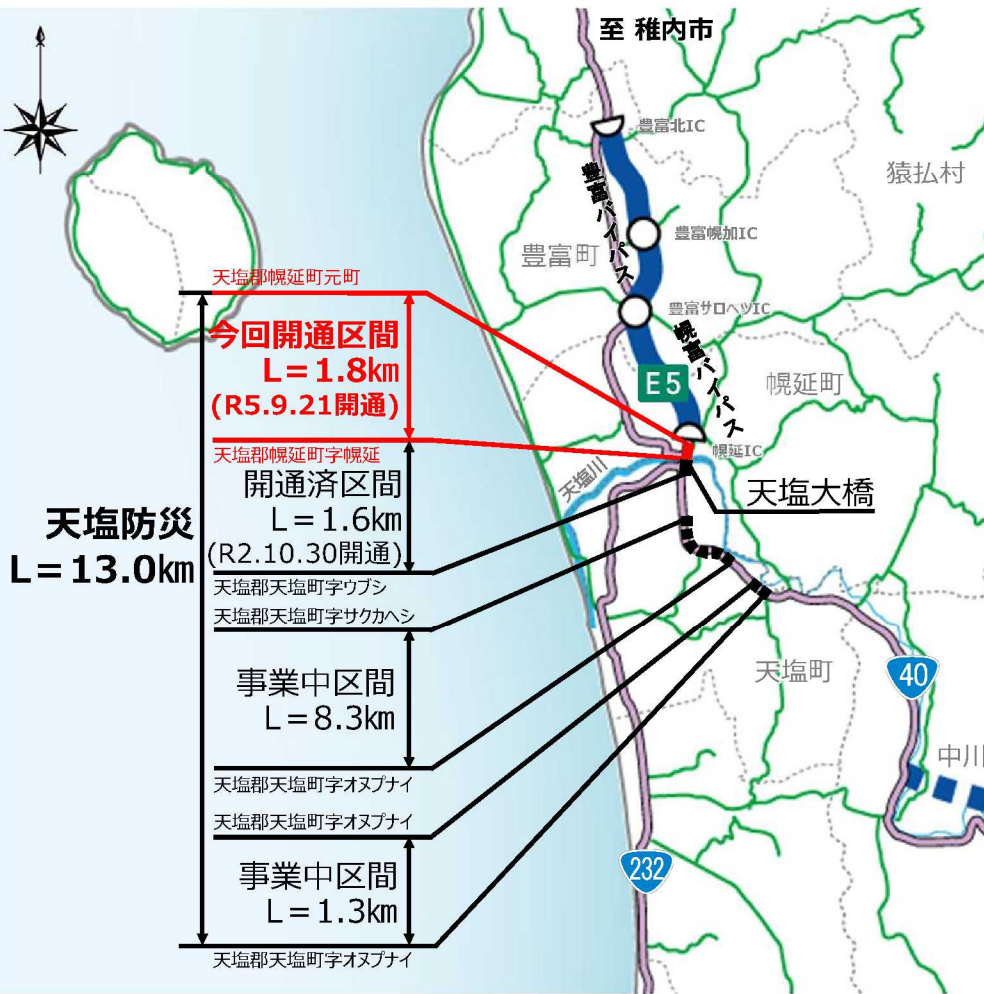 至 稚内市
豊富北IC
猿払村
豊富バイパス
豊富幌加IC
豊富町
天塩郡幌延町元町
豊富サロベツIC
今回開通区間
L=1.8km
(R5.9.21開通)
幌富バイパス
E5
幌延町
天塩郡幌延町字幌延
幌延IC
開通済区間
L=1.6km
(R2.10.30開通)
天塩川
天塩大橋
天塩防災
L=13.0km
天塩郡天塩町字ウブシ
天塩郡天塩町字サクカヘシ
事業中区間
L=8.3km
天塩町
40
天塩郡天塩町字オヌプナイ
中川
天塩郡天塩町字オヌプナイ
事業中区間
L=1.3km
232
天塩郡天塩町字オヌプナイ